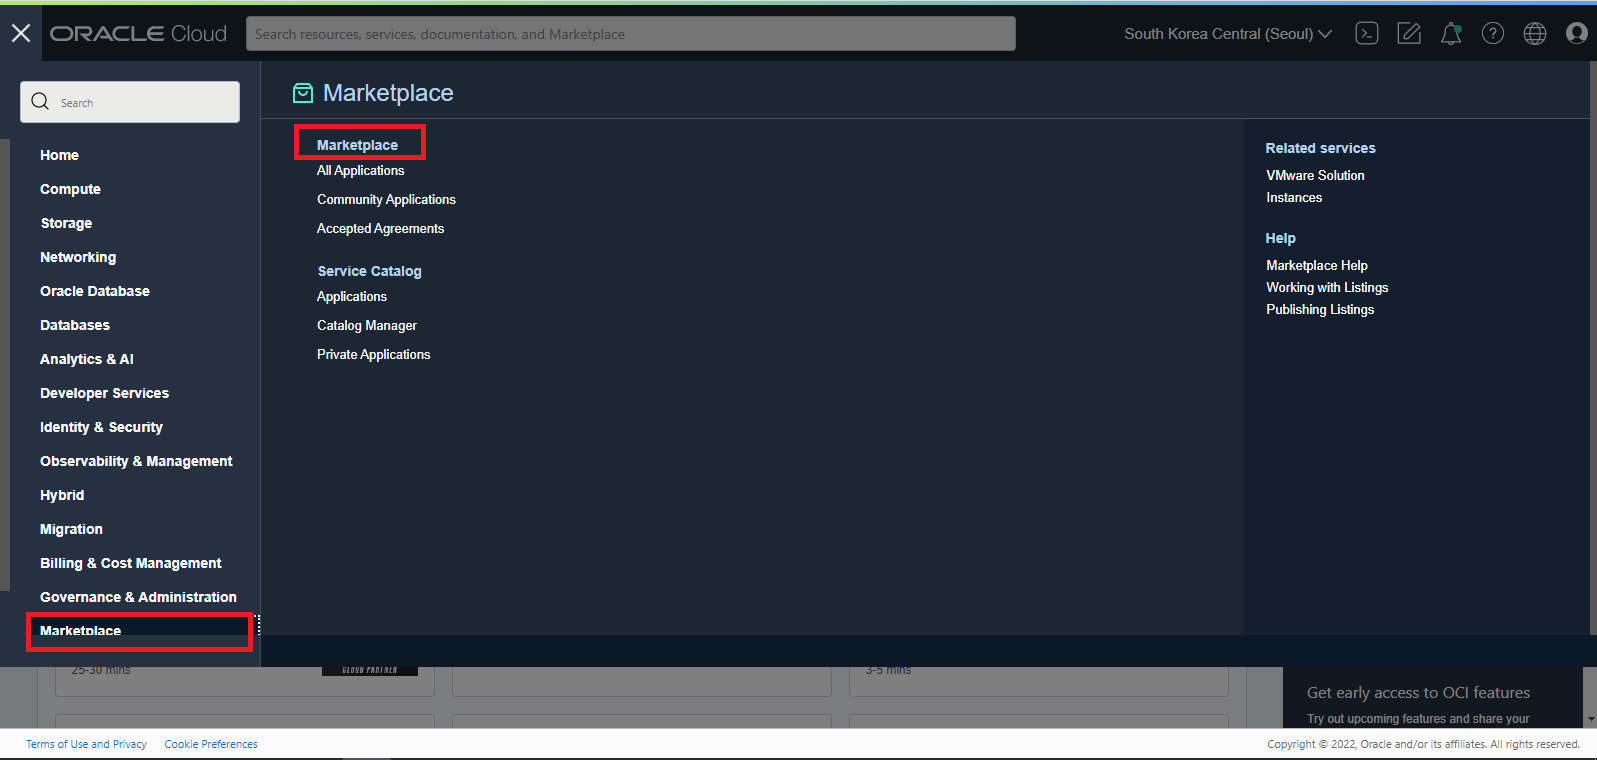 ORACLE Cloud
Search resources, services, documentation, and Marketplace
South Korea Central (Seoul)
Search
Home
Compute
Storage
Networking
Oracle Database
Databases
Analytics & AI
Developer Services
Identity & Security
Observability & Management
Hybrid
Migration
Billing & Cost Management
Governance & Administration
Marketplace
Marketplace
Marketplace
All Applications
Community Applications
Accepted Agreements
Service Catalog
Applications
Catalog Manager
Private Applications
Related services
VMware Solution
Instances
Help
Marketplace Help
Working with Listings
Publishing Listings
25-30 mins
CLOUD PARTNER
3-5 mins
Get early access to OCI features
Try out upcoming features and share your
Terms of Use and Privacy
Cookie Preferences
Copyright © 2022, Oracle and/or its affiliates. All rights reserved.